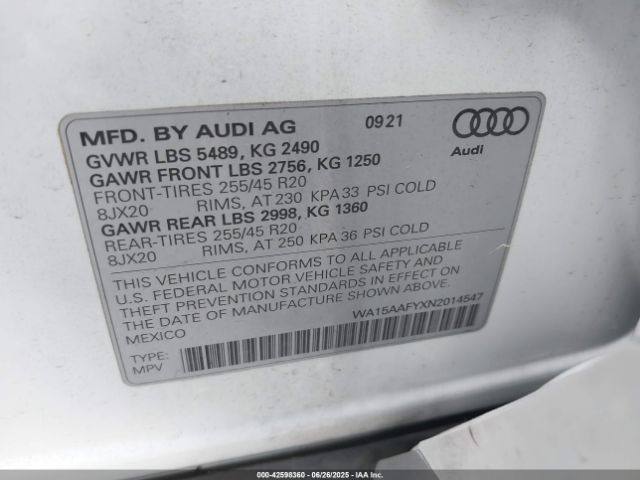 MFD. BY AUDI AG 09 21
Audi
GVWR LBS 5489, KG 2490
GAWR FRONT LBS 2756, KG 1250
FRONT-TIRES 255/45 R20
8JX20 RIMS, AT 230 KPA 33 PSI COLD
GAWR REAR LBS 2998, KG 1360
REAR-TIRES 255/45 R20
8JX20 RIMS, AT 250 KPA 36 PSI COLD
THIS VEHICLE CONFORMS TO ALL APPLICABLE
U.S. FEDERAL MOTOR VEHICLE SAFETY AND
THEFT PREVENTION STANDARDS IN EFFECT ON
THE DATE OF MANUFACTURE SHOWN ABOVE.
MEXICO
WA15AAFYXN2014547
TYPE:
MPV
000-42598360 - 06/26/2025 - IAA Transact (CA)